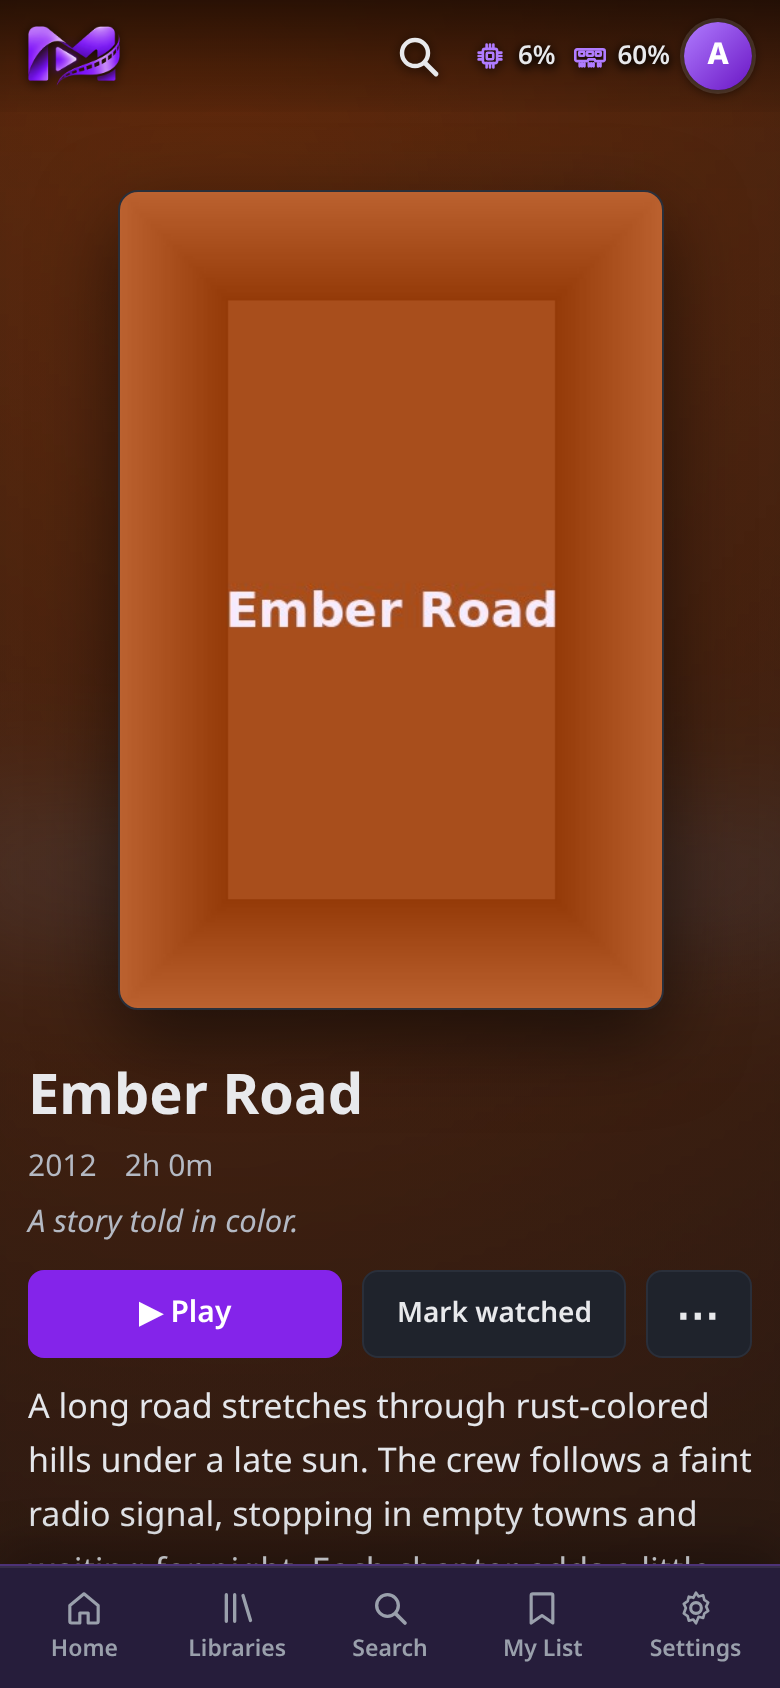 6% 60% A
Ember Road
Ember Road
2012 2h 0m
A story told in color.
▶ Play Mark watched ...
A long road stretches through rust-colored
hills under a late sun. The crew follows a faint
radio signal, stopping in empty towns and
Home Libraries Search My List Settings